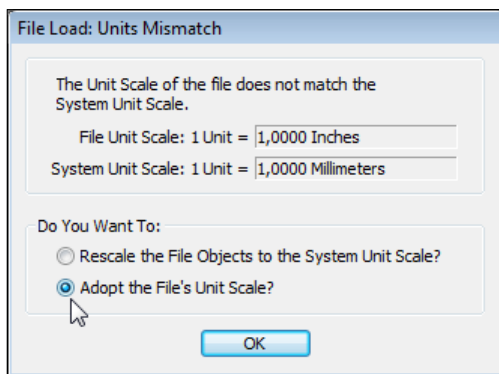 File Load: Units Mismatch
The Unit Scale of the file does not match the
System Unit Scale.
File Unit Scale: 1 Unit = 1,0000 Inches
System Unit Scale: 1 Unit = 1,0000 Millimeters
Do You Want To:
Rescale the File Objects to the System Unit Scale?
Adopt the File's Unit Scale?
OK